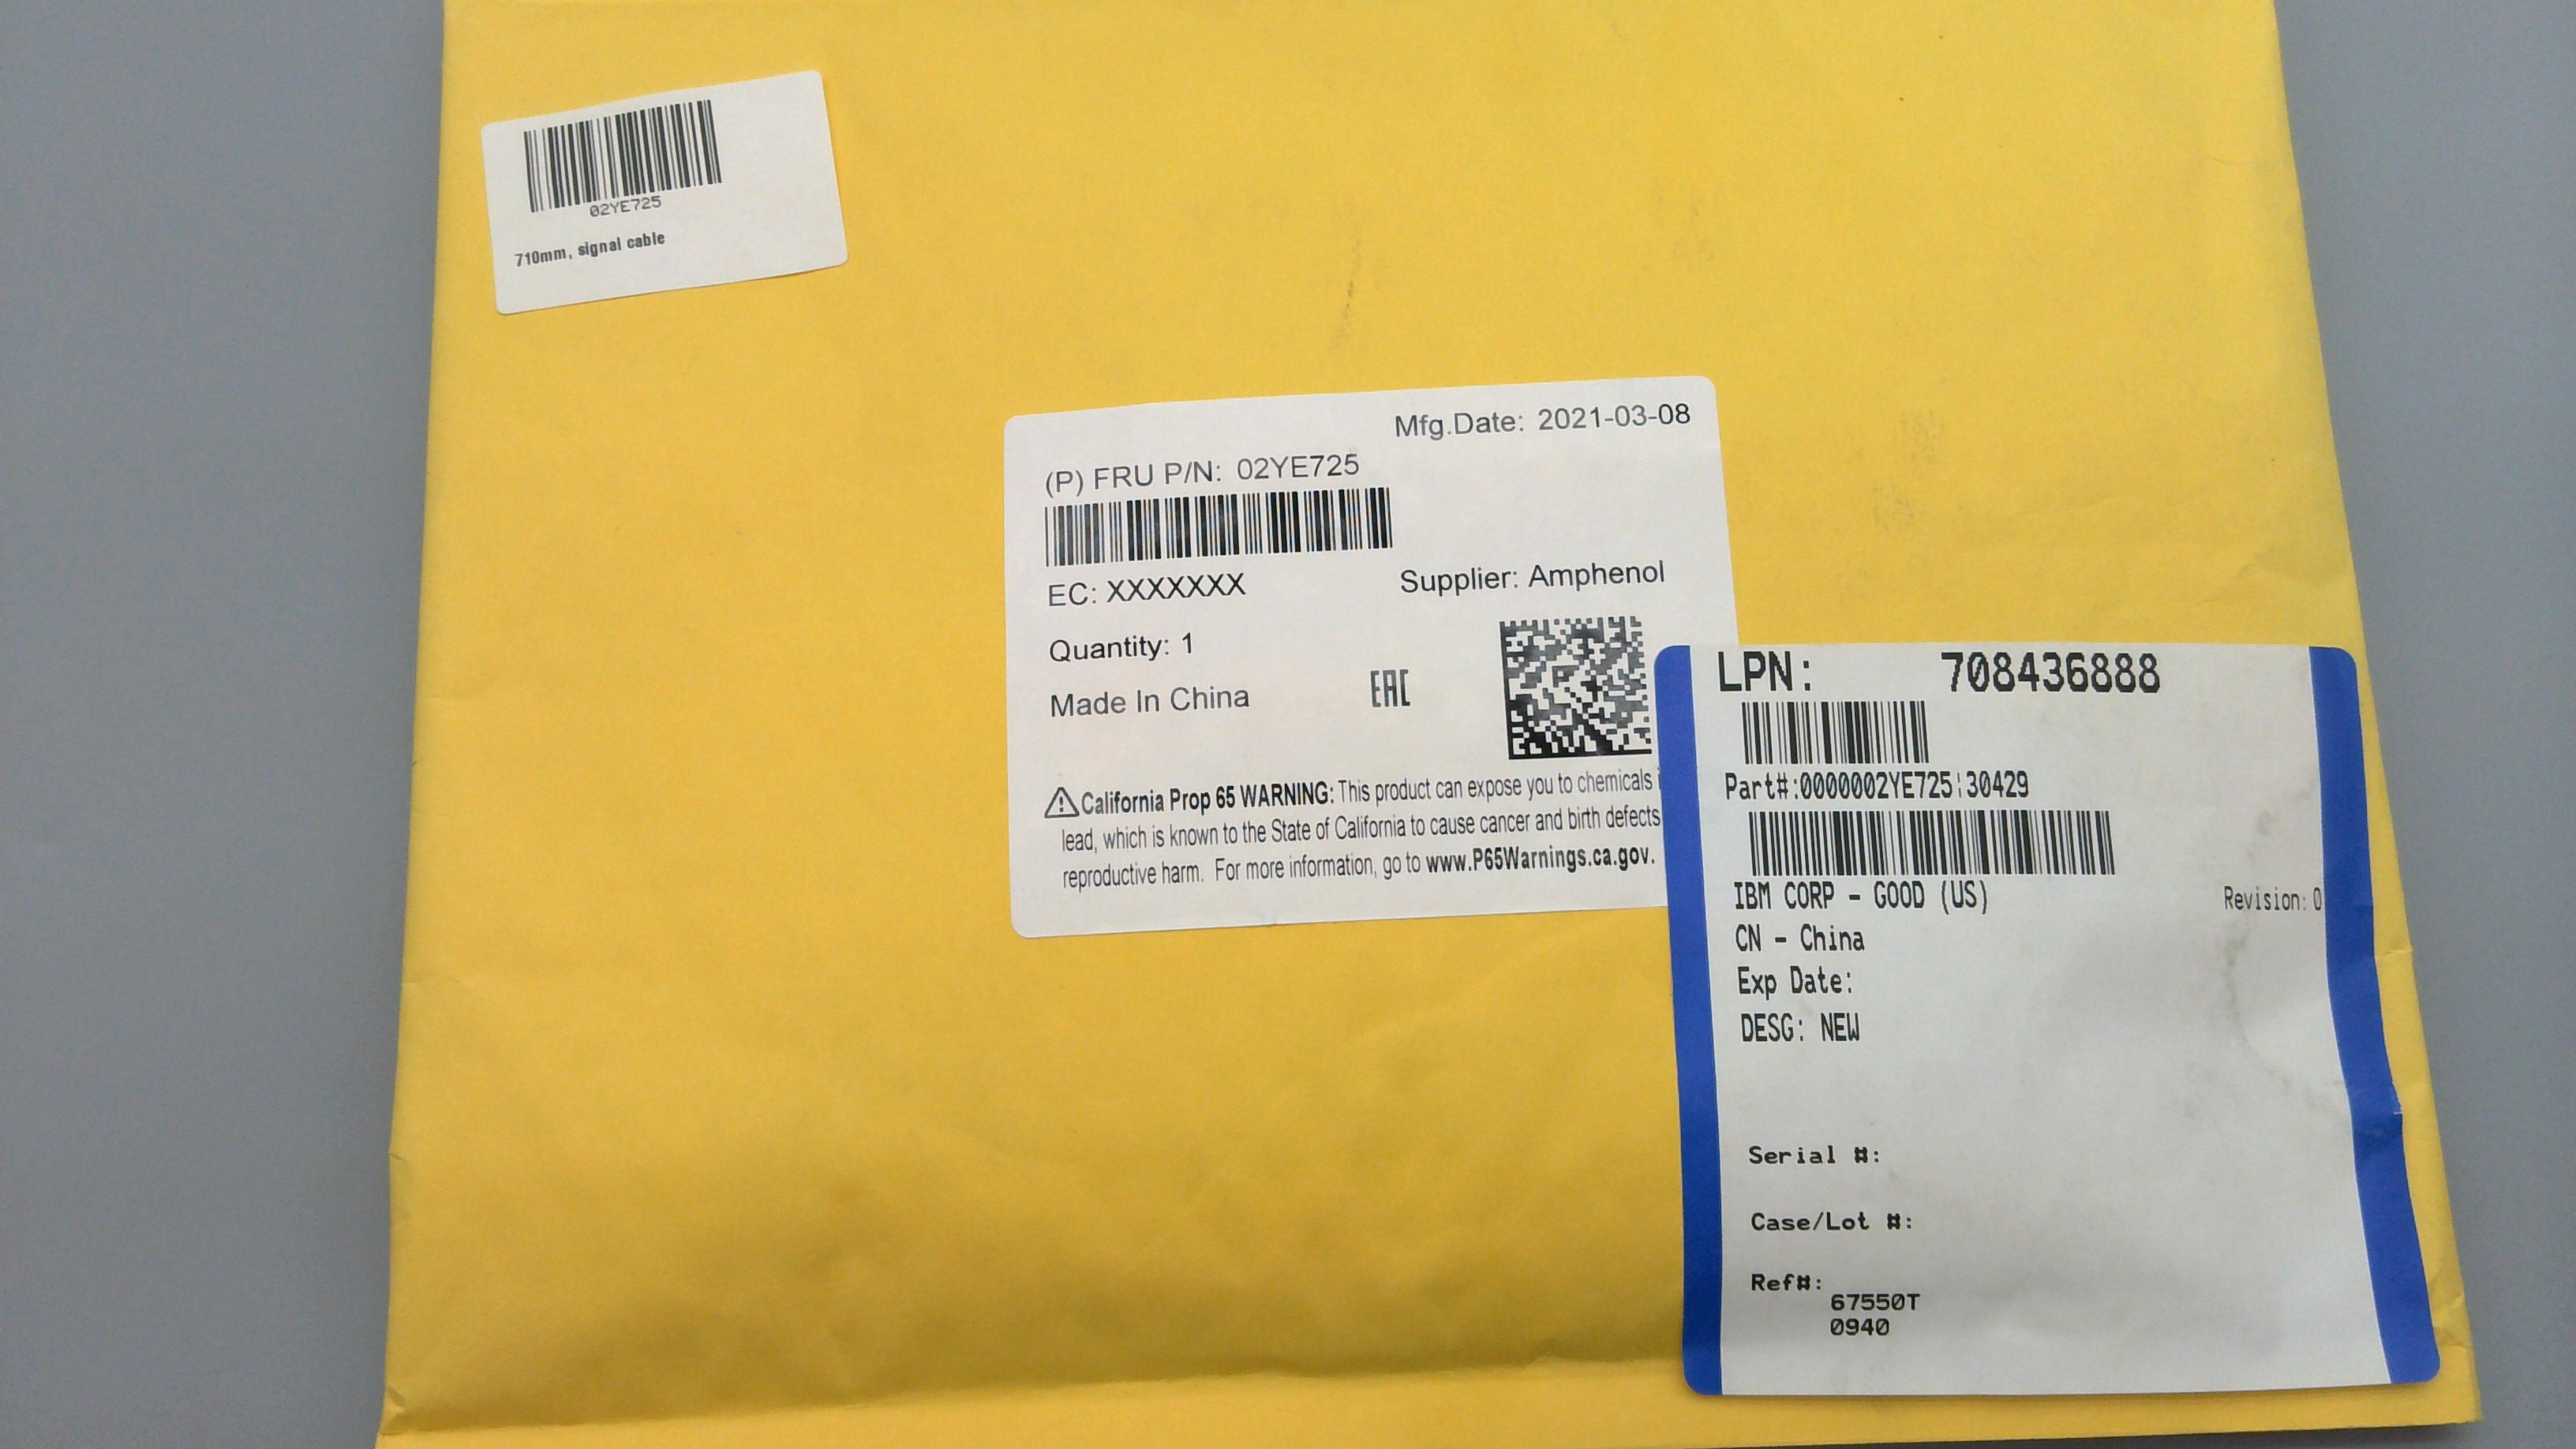 02YE725
710mm, signal cable
Mfg.Date: 2021-03-08
(P) FRU P/N: 02YE725
EC: XXXXXXX
Supplier: Amphenol
Quantity: 1
Made In China
EAC
California Prop 65 WARNING: This product can expose you to chemicals
lead, which is known to the State of California to cause cancer and birth defects
reproductive harm. For more information, go to www.P65Warnings.ca.gov.
LPN: 708436888
Part#:0000002YE725¦30429
IBM CORP - GOOD (US)
Revision: 0
CN - China
Exp Date:
DESG: NEW
Serial #:
Case/Lot #:
Ref#:
67550T
0940